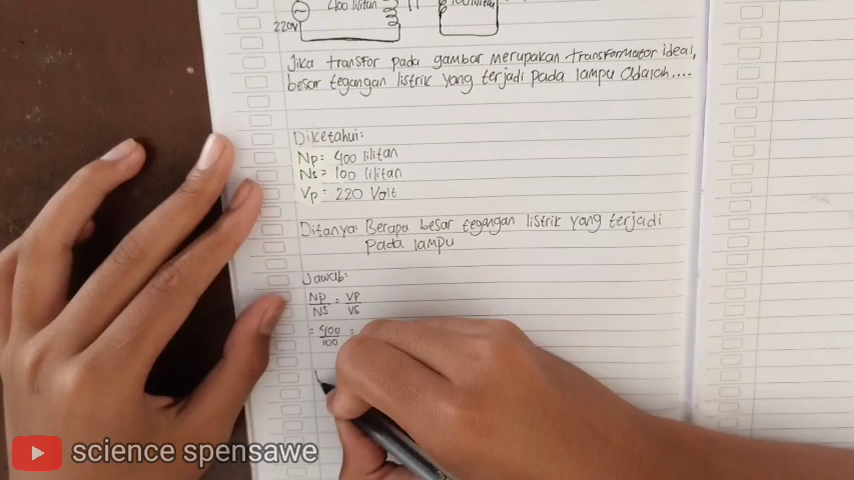 400 lilitan
100 lilitan
220V
Jika transfor pada gambar merupakan transformator ideal,
besar tegangan listrik yang terjadi pada lampu adalah....
Diketahui:
Np= 400 lilitan
Ns= 100 lilitan
Vp= 220 Volt
Ditanya: Berapa besar tegangan listrik yang terjadi
pada lampu
Jawab:
NP/NS = VP/VS
= 400/100 =
science spensawe